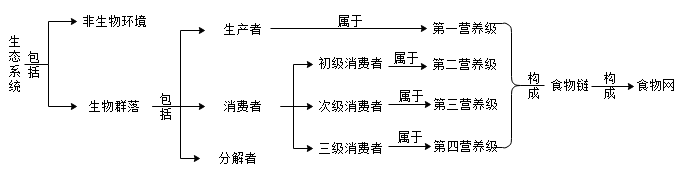 生态系统
包括
非生物环境
生物群落
包括
生产者
属于
第一营养级
消费者
初级消费者
属于
第二营养级
次级消费者
属于
第三营养级
三级消费者
属于
第四营养级
分解者
构成
食物链
构成
食物网